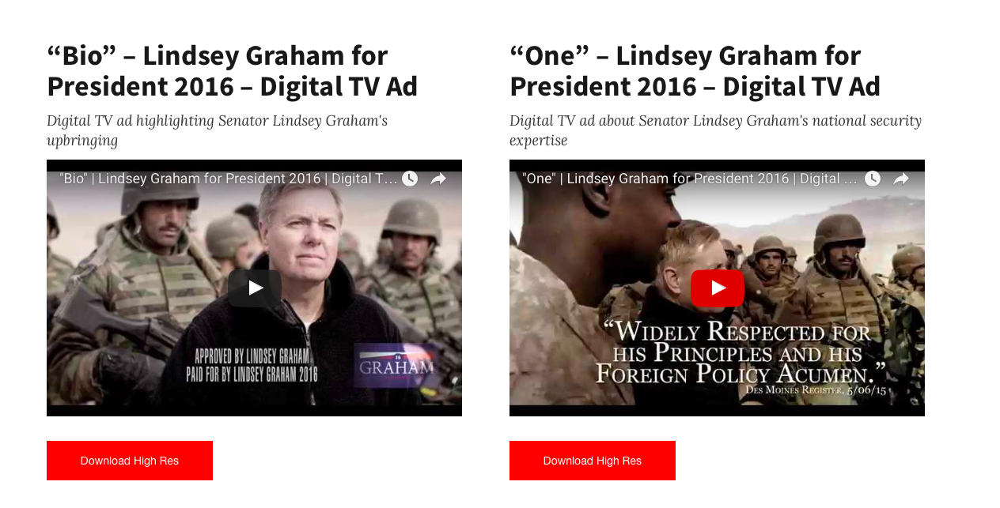 “Bio” – Lindsey Graham for
President 2016 – Digital TV Ad
Digital TV ad highlighting Senator Lindsey Graham's
upbringing
"Bio" | Lindsey Graham for President 2016 | Digital T...
APPROVED BY LINDSEY GRAHAM.
PAID FOR BY LINDSEY GRAHAM 2016
16
GRAHAM
Download High Res
“One” – Lindsey Graham for
President 2016 – Digital TV Ad
Digital TV ad about Senator Lindsey Graham's national security
expertise
"One" | Lindsey Graham for President 2016 | Digital ...
“WIDELY RESPECTED FOR
HIS PRINCIPLES AND HIS
FOREIGN POLICY ACUMEN.”
DES MOINES REGISTER, 5/06/15
Download High Res